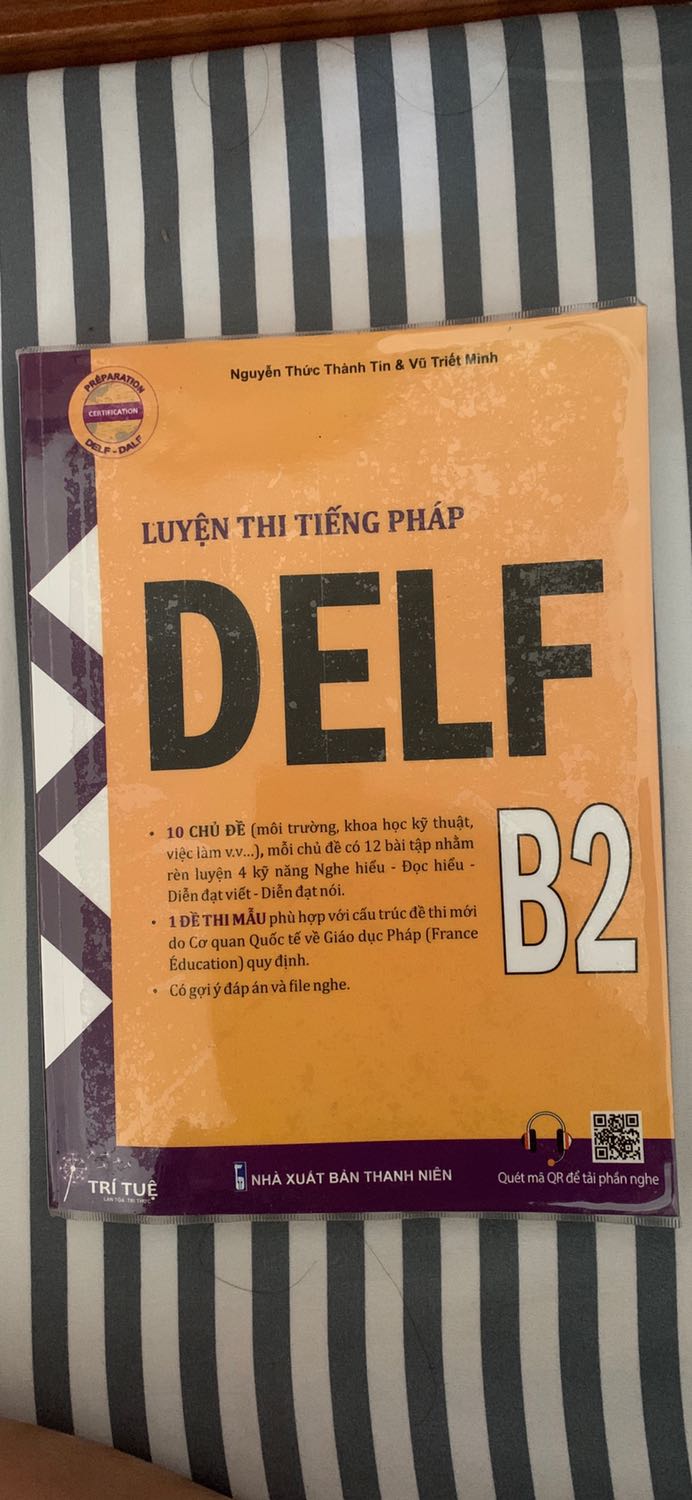 Nguyễn Thức Thành Tín & Vũ Triết Minh
PRÉPARATION
CERTIFICATION
DELF - DALF
LUYỆN THI TIẾNG PHÁP
DELF
B2
• 10 CHỦ ĐỀ (môi trường, khoa học kỹ thuật,
việc làm v.v...), mỗi chủ đề có 12 bài tập nhằm
rèn luyện 4 kỹ năng Nghe hiểu - Đọc hiểu -
Diễn đạt viết - Diễn đạt nói.
• 1 ĐỀ THI MẪU phù hợp với cấu trúc đề thi mới
do Cơ quan Quốc tế về Giáo dục Pháp (France
Éducation) quy định.
• Có gợi ý đáp án và file nghe.
TRÍ TUỆ
LAN TỎA TRI THỨC
NHÀ XUẤT BẢN THANH NIÊN
Quét mã QR để tải phần nghe